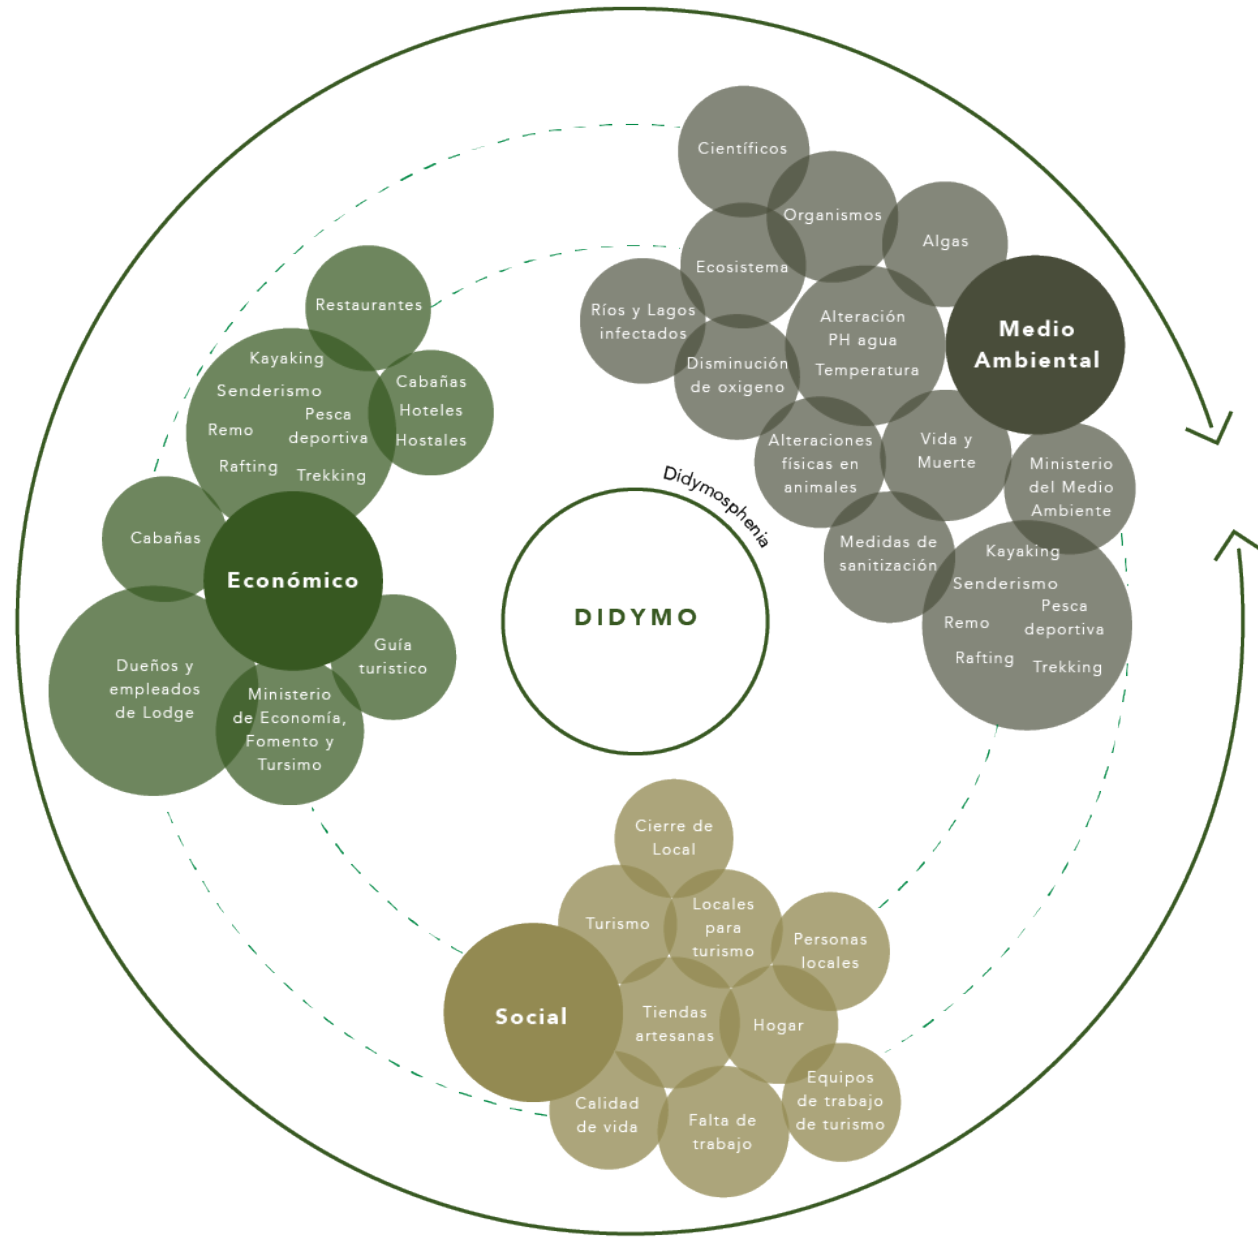 Científicos
Organismos
Algas
Ecosistema
Ríos y Lagos
infectados
Alteración
PH agua
Temperatura
Medio
Ambiental
Disminución
de oxigeno
Alteraciones
físicas en
animales
Vida y
Muerte
Ministerio
del Medio
Ambiente
Medidas de
sanitización
Kayaking
Senderismo
Remo
Pesca
deportiva
Rafting
Trekking
Restaurantes
Kayaking
Senderismo
Remo
Pesca
deportiva
Rafting
Trekking
Cabañas
Hoteles
Hostales
Cabañas
Económico
Guía
turistico
Dueños y
empleados
de Lodge
Ministerio
de Economía,
Fomento y
Tursimo
Didymosphenia
DIDYMO
Cierre de
Local
Turismo
Locales
para
turismo
Personas
locales
Social
Tiendas
artesanas
Hogar
Calidad
de vida
Falta de
trabajo
Equipos
de trabajo
de turismo